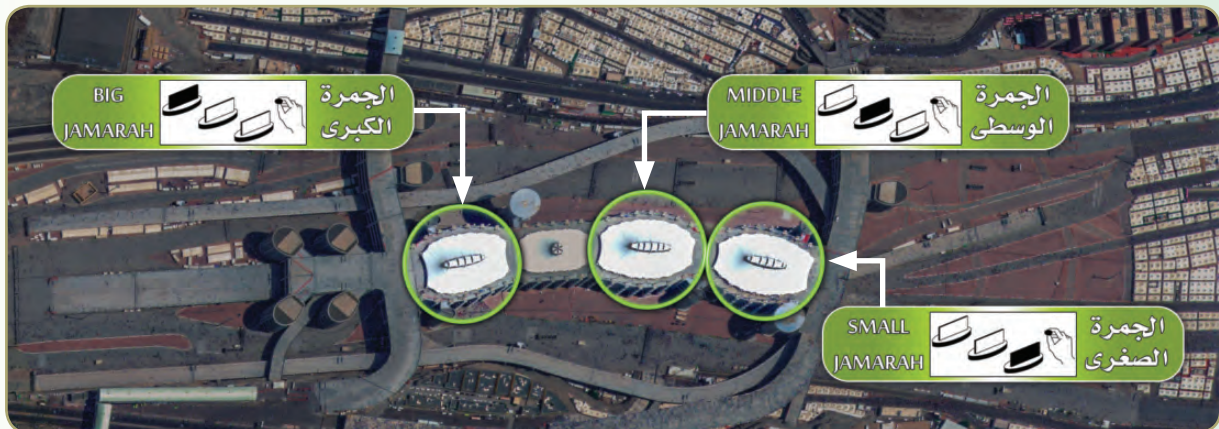 BIG
JAMARAH
الجمرة
الكبرى
MIDDLE
JAMARAH
الجمرة
الوسطى
SMALL
JAMARAH
الجمرة
الصغرى